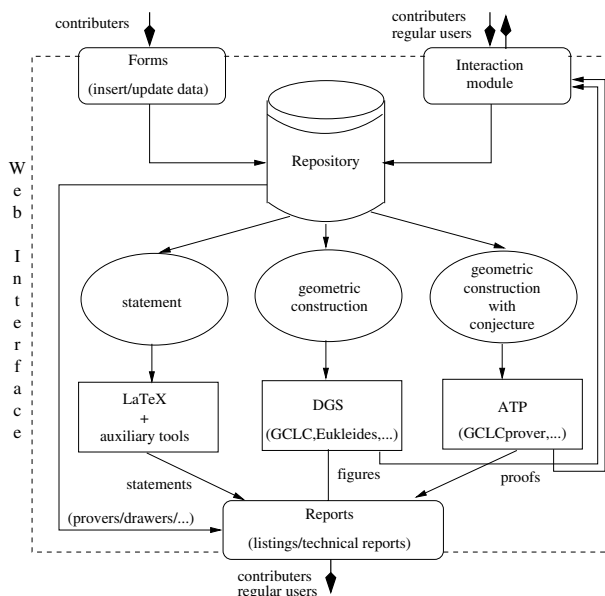 contributers
contributers
regular users
Forms
(insert/update data)
Interaction
module
Web Interface
Repository
statement
geometric
construction
geometric
construction
with
conjecture
LaTeX
+
auxiliary tools
DGS
(GCLC,Eukleides,...)
ATP
(GCLCprover,...)
statements
figures
proofs
(provers/drawers/...)
Reports
(listings/technical reports)
contributers
regular users